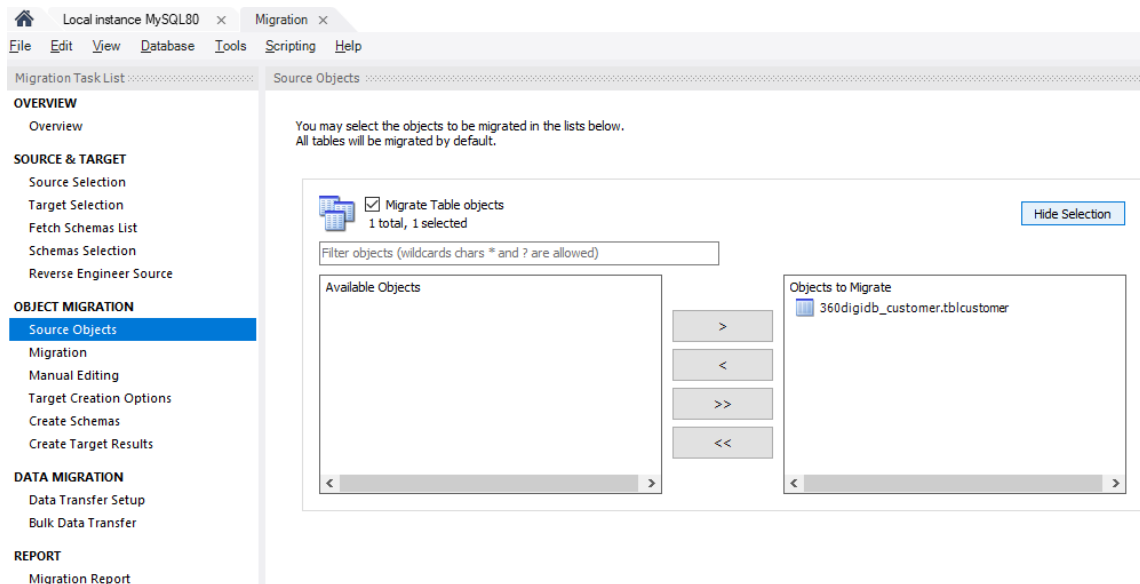 Local instance MySQL80 × Migration ×
File Edit View Database Tools Scripting Help
Migration Task List
OVERVIEW
Overview
SOURCE & TARGET
Source Selection
Target Selection
Fetch Schemas List
Schemas Selection
Reverse Engineer Source
OBJECT MIGRATION
Source Objects
Migration
Manual Editing
Target Creation Options
Create Schemas
Create Target Results
DATA MIGRATION
Data Transfer Setup
Bulk Data Transfer
REPORT
Migration Report
Source Objects
You may select the objects to be migrated in the lists below.
All tables will be migrated by default.
Migrate Table objects
1 total, 1 selected
Hide Selection
Filter objects (wildcards chars * and ? are allowed)
Available Objects
>
<
>>
<<
Objects to Migrate
360digidb_customer.tblcustomer